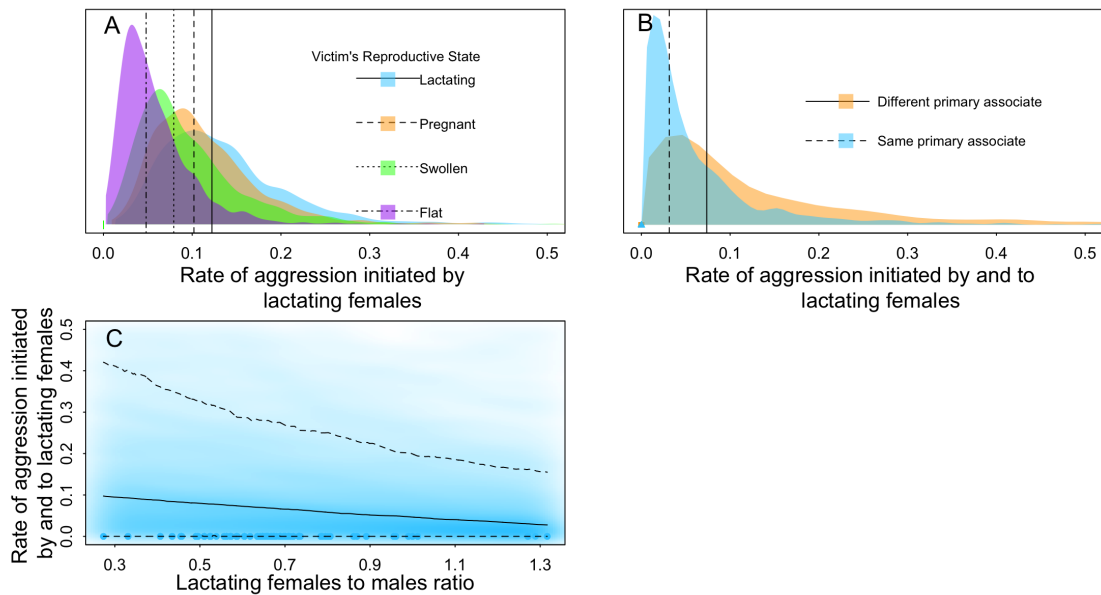 A
Victim's Reproductive State
Lactating
Pregnant
Swollen
Flat
0.0 0.1 0.2 0.3 0.4 0.5
Rate of aggression initiated by
lactating females
B
Different primary associate
Same primary associate
0.0 0.1 0.2 0.3 0.4 0.5
Rate of aggression initiated by and to
lactating females
C
Rate of aggression initiated
by and to lactating females
0.5
0.4
0.3
0.2
0.1
0.0
0.3 0.5 0.7 0.9 1.1 1.3
Lactating females to males ratio